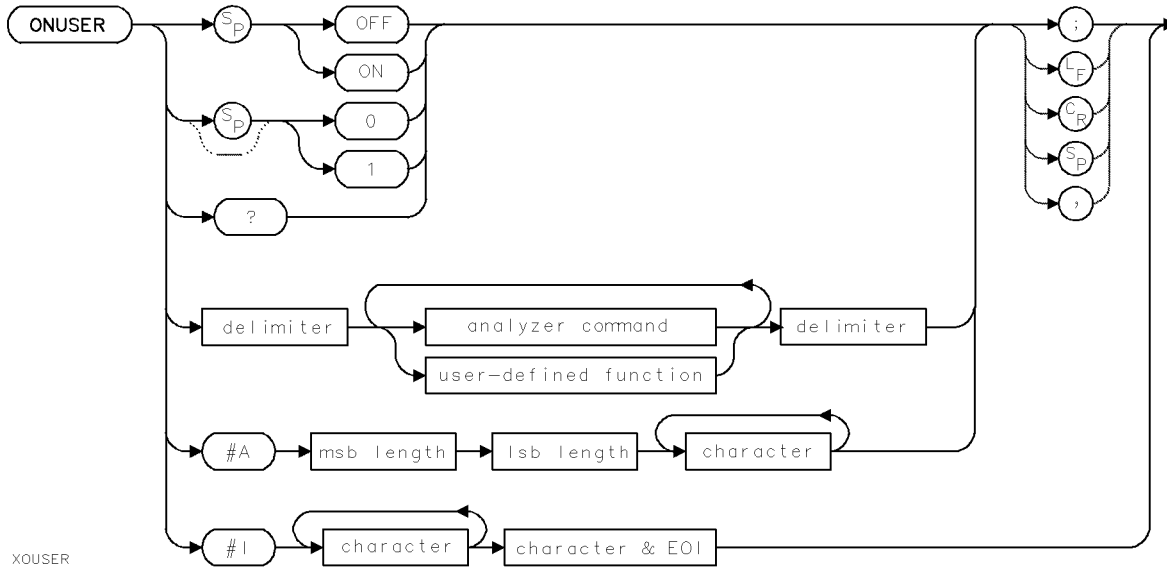 ONUSER
SP
OFF
;
ON
LF
SP
0
CR
1
SP
?
,
delimiter
analyzer command
delimiter
user-defined function
#A
msb length
lsb length
character
#I
character
character & EOI
XOUSER